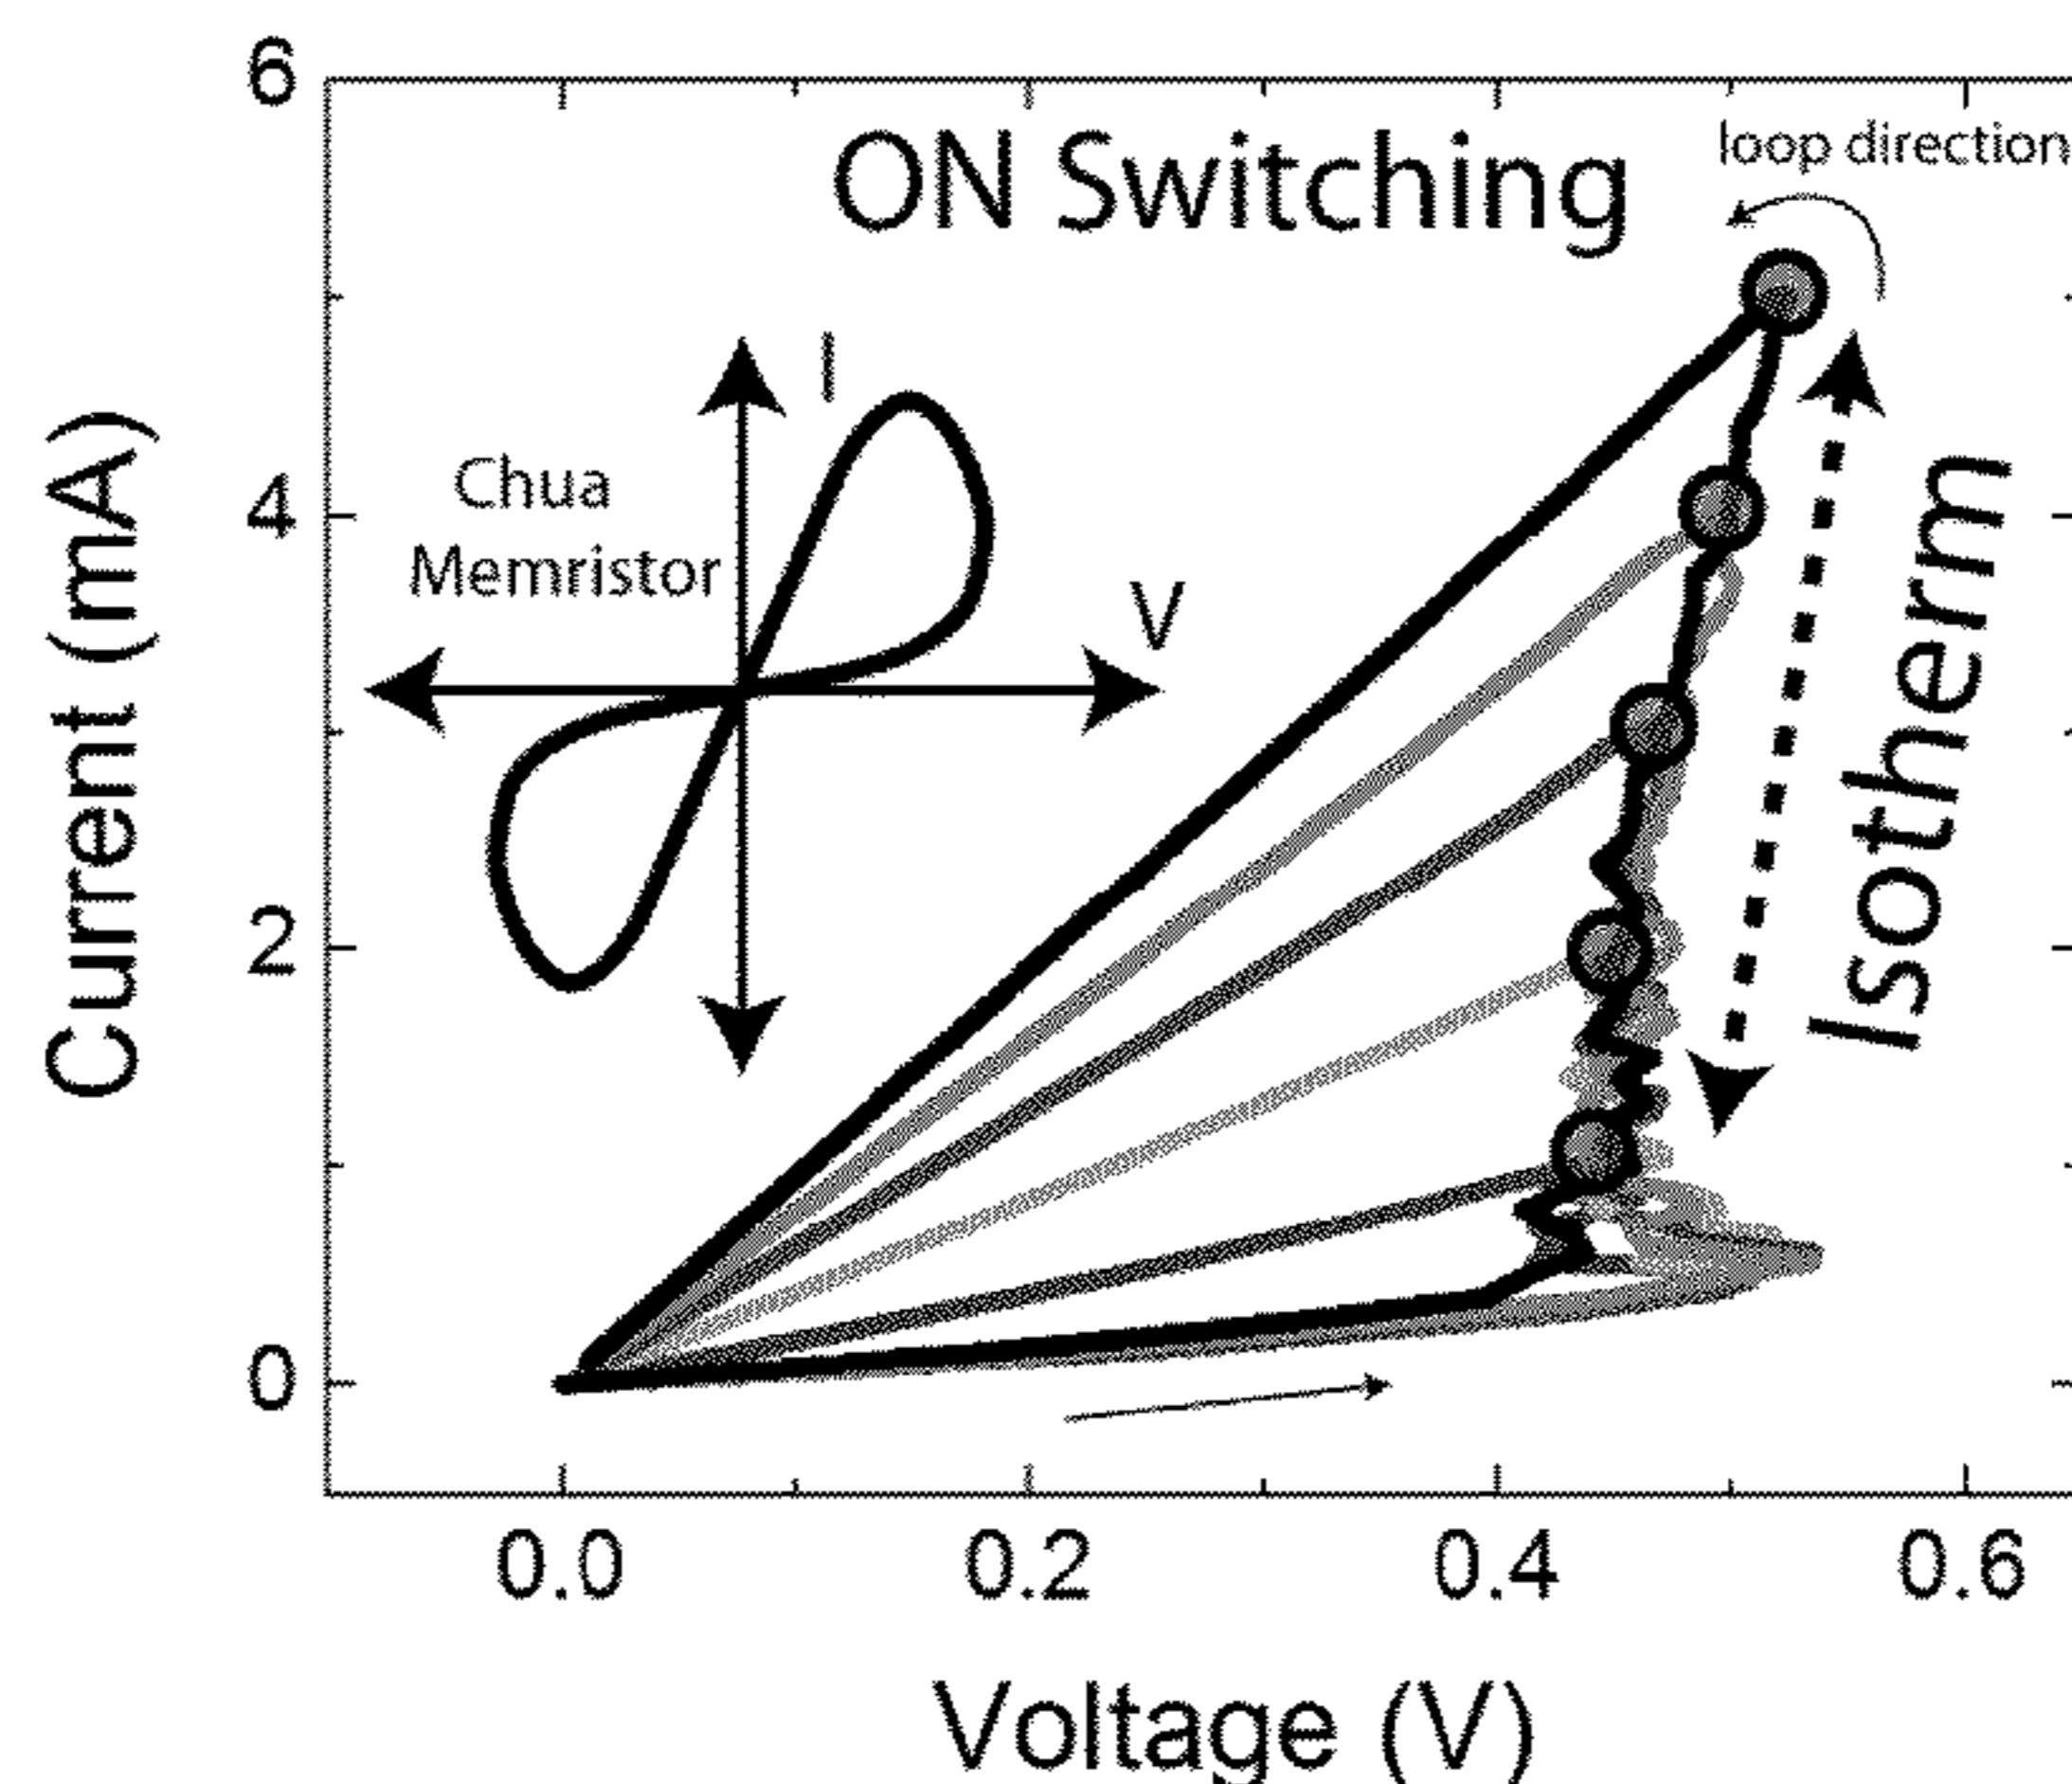 6
ON Switching
loop direction
I
Chua
Memristor
V
4
Isotherm
Current (mA)
2
0
0.0
0.2
0.4
0.6
Voltage (V)